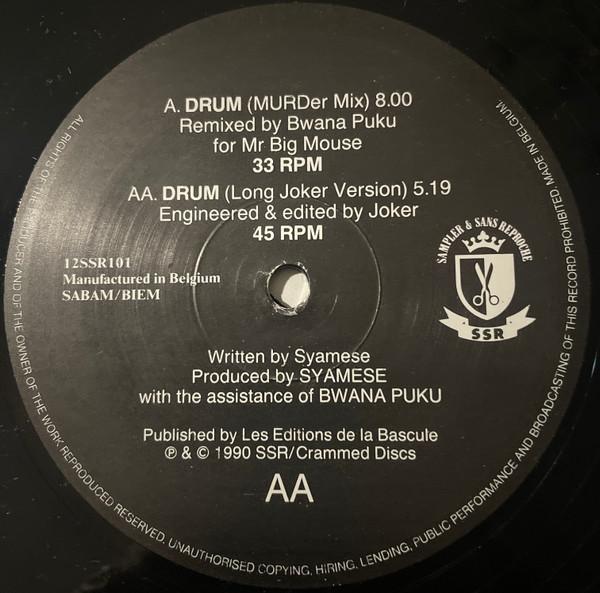 A. DRUM (MURDer Mix) 8.00
Remixed by Bwana Puku
for Mr Big Mouse
33 RPM
AA. DRUM (Long Joker Version) 5.19
Engineered & edited by Joker
45 RPM
12SSR101
Manufactured in Belgium
SABAM/BIEM
SAMPLER & SANS REPROCHE
SSR
Written by Syamese
Produced by SYAMESE
with the assistance of BWANA PUKU
Published by Les Editions de la Bascule
℗ & © 1990 SSR/Crammed Discs
AA
ALL RIGHTS OF THE PRODUCER AND OF THE OWNER OF THE WORK REPRODUCED RESERVED. UNAUTHORISED COPYING, HIRING, LENDING, PUBLIC PERFORMANCE AND BROADCASTING OF THIS RECORD PROHIBITED. MADE IN BELGIUM.